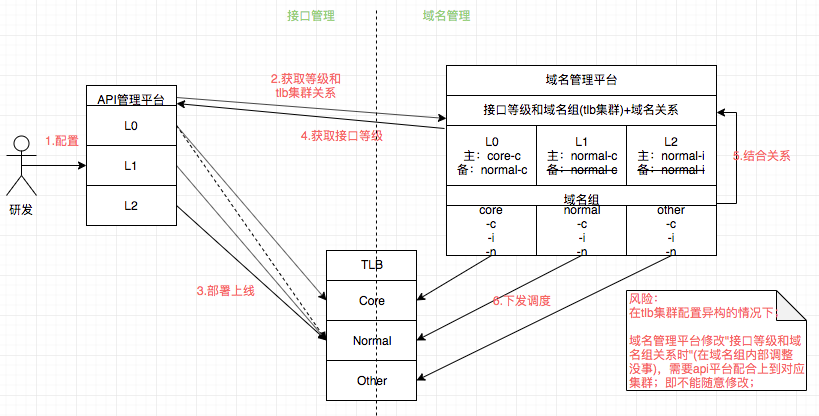 接口管理
域名管理
2.获取等级和
tlb集群关系
域名管理平台
API管理平台
接口等级和域名组(tlb集群)+域名关系
L0
1.配置
4.获取接口等级
L0
主：core-c
备：normal-c
L1
主：normal-c
备：normal-c
L2
主：normal-i
备：normal-i
5.结合关系
L1
研发
L2
域名组
core
-c
-i
-n
normal
-c
-i
-n
other
-c
-i
-n
TLB
3.部署上线
Core
6.下发调度
Normal
Other
风险：
在tlb集群配置异构的情况下：
域名管理平台修改"接口等级和域
名组关系时"(在域名组内部调整
没事)，需要api平台配合上到对应
集群；即不能随意修改；